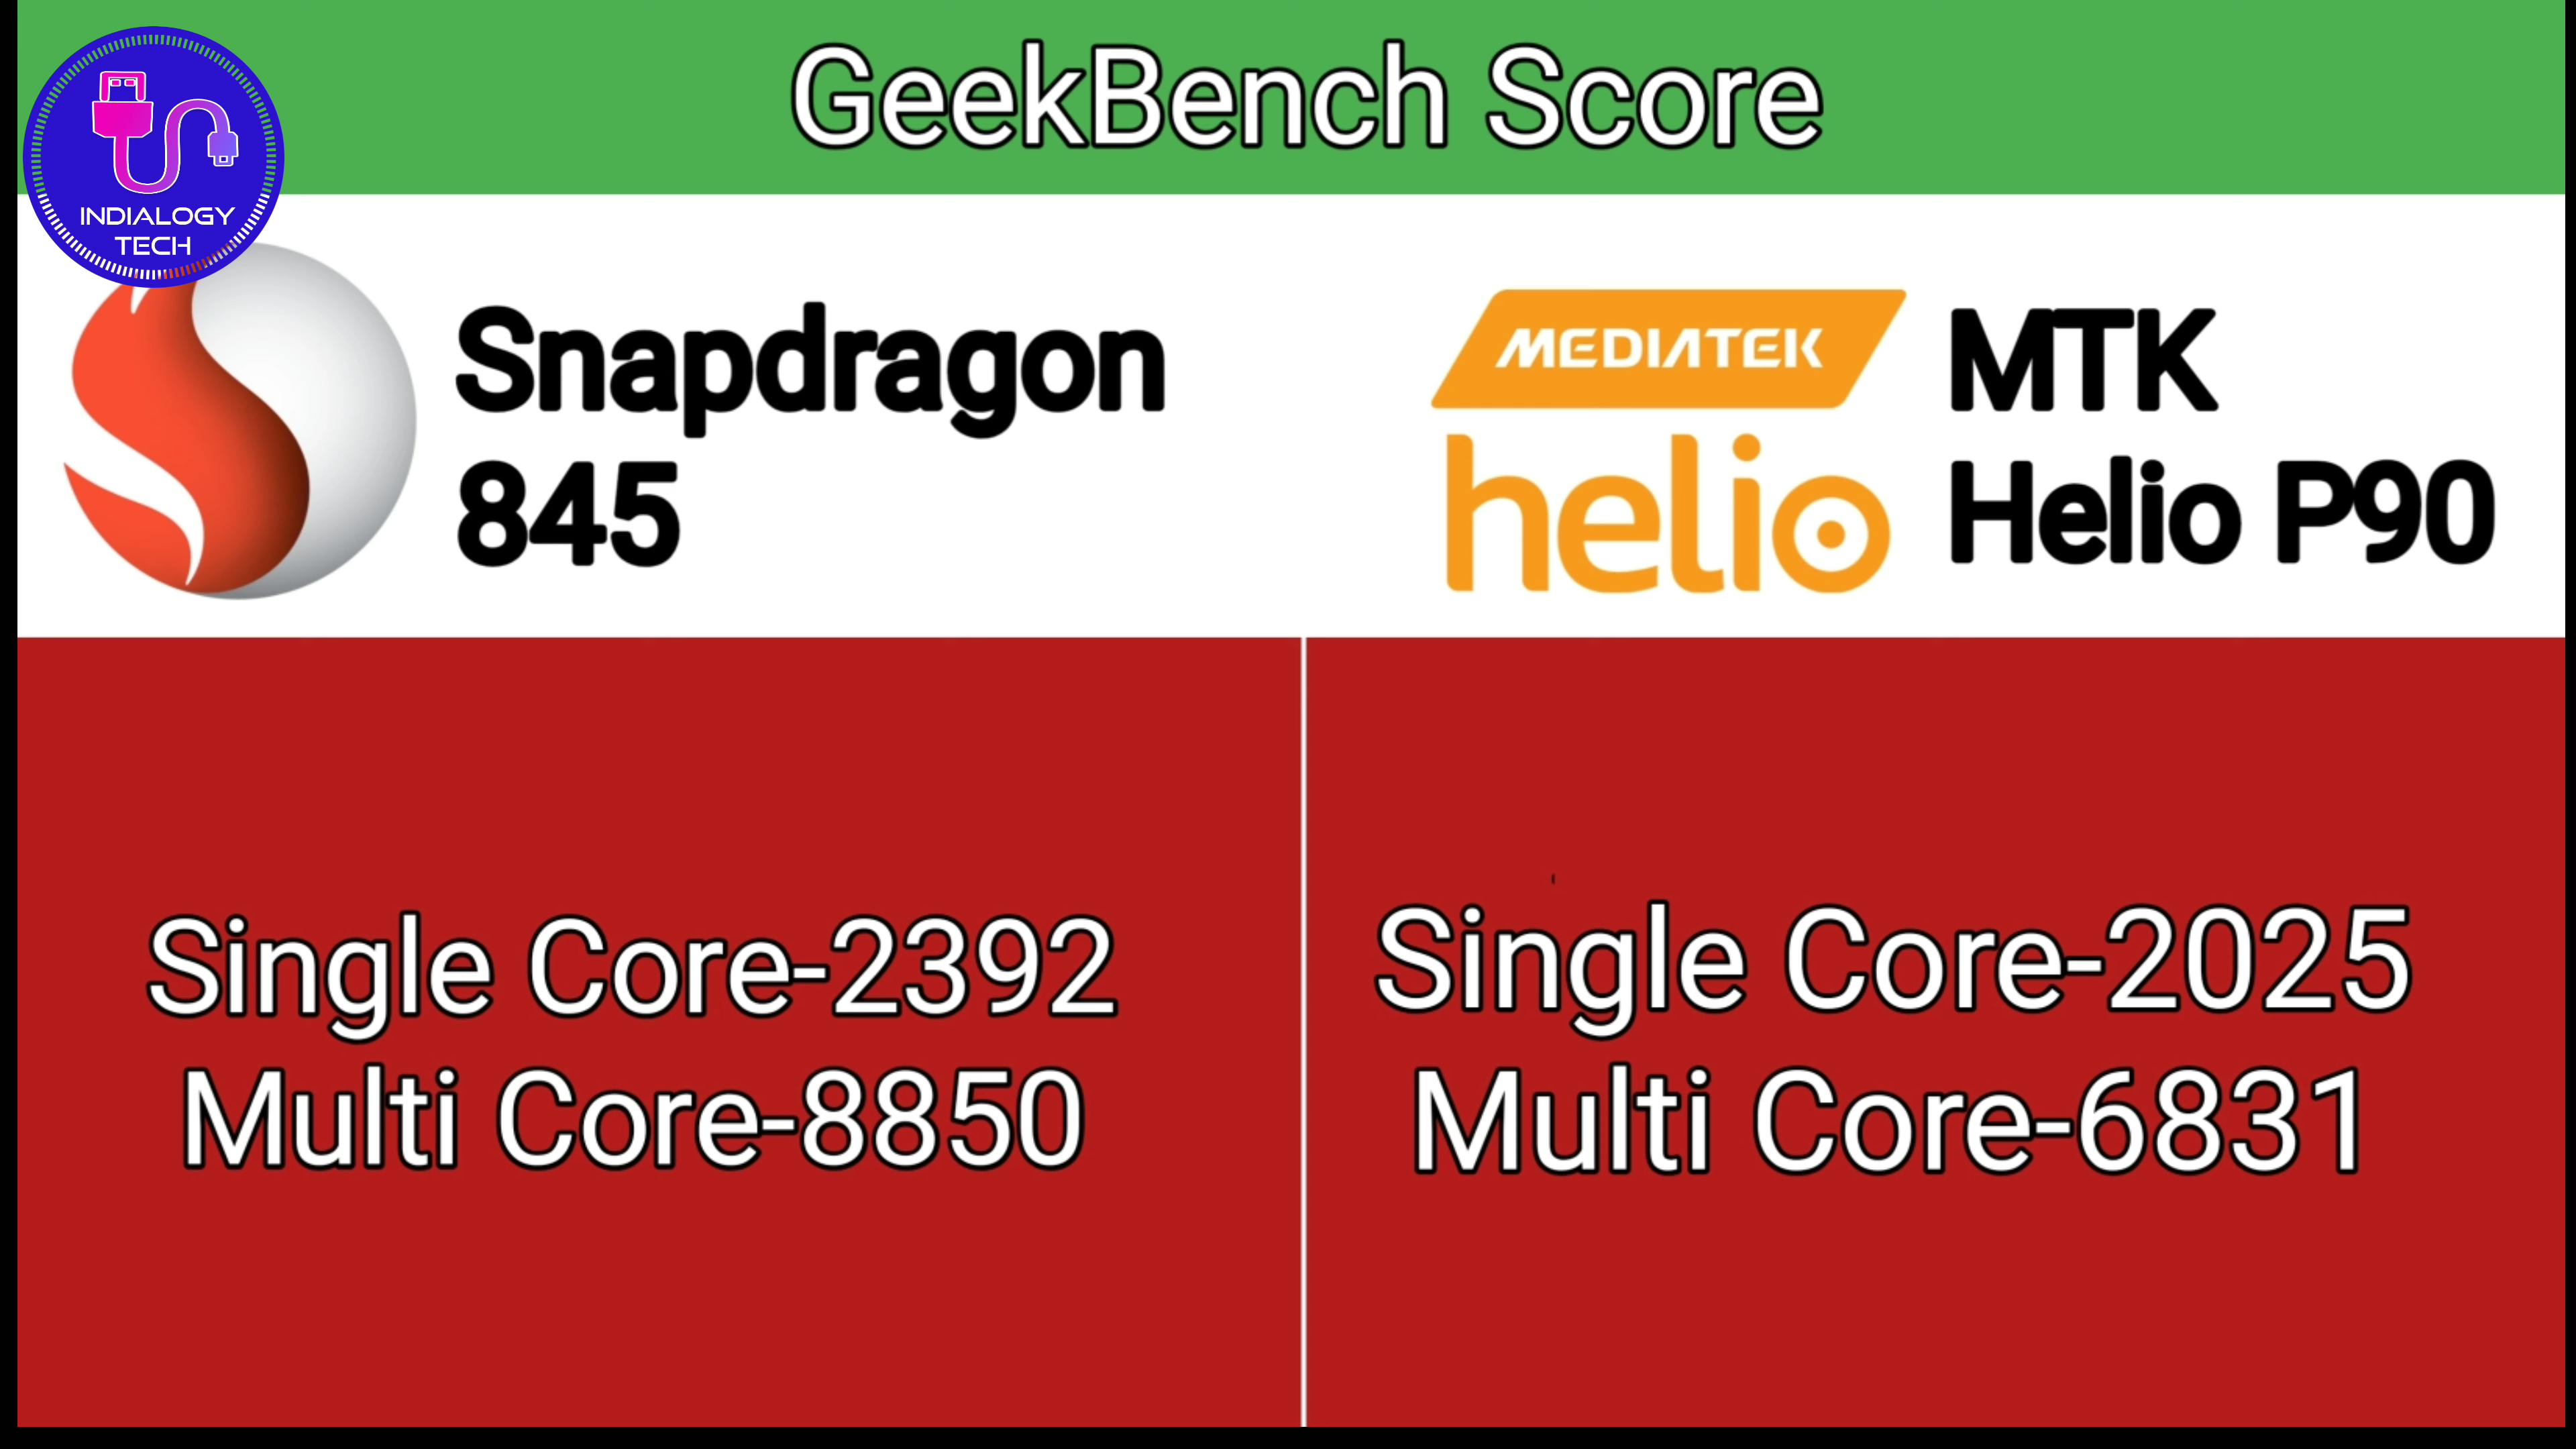 GeekBench Score
INDIALOGY
TECH
Snapdragon
845
MEDIATEK
helio
MTK
Helio P90
Single Core-2392
Multi Core-8850
Single Core-2025
Multi Core-6831